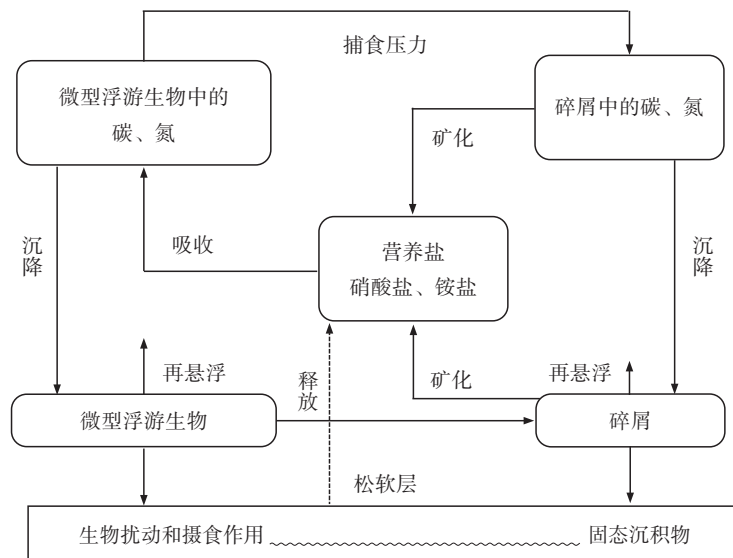 捕食压力
微型浮游生物中的
碳、氮
碎屑中的碳、氮
矿化
吸收
营养盐
硝酸盐、铵盐
沉降
沉降
再悬浮
释放
矿化
再悬浮
微型浮游生物
碎屑
松软层
生物扰动和摄食作用
固态沉积物